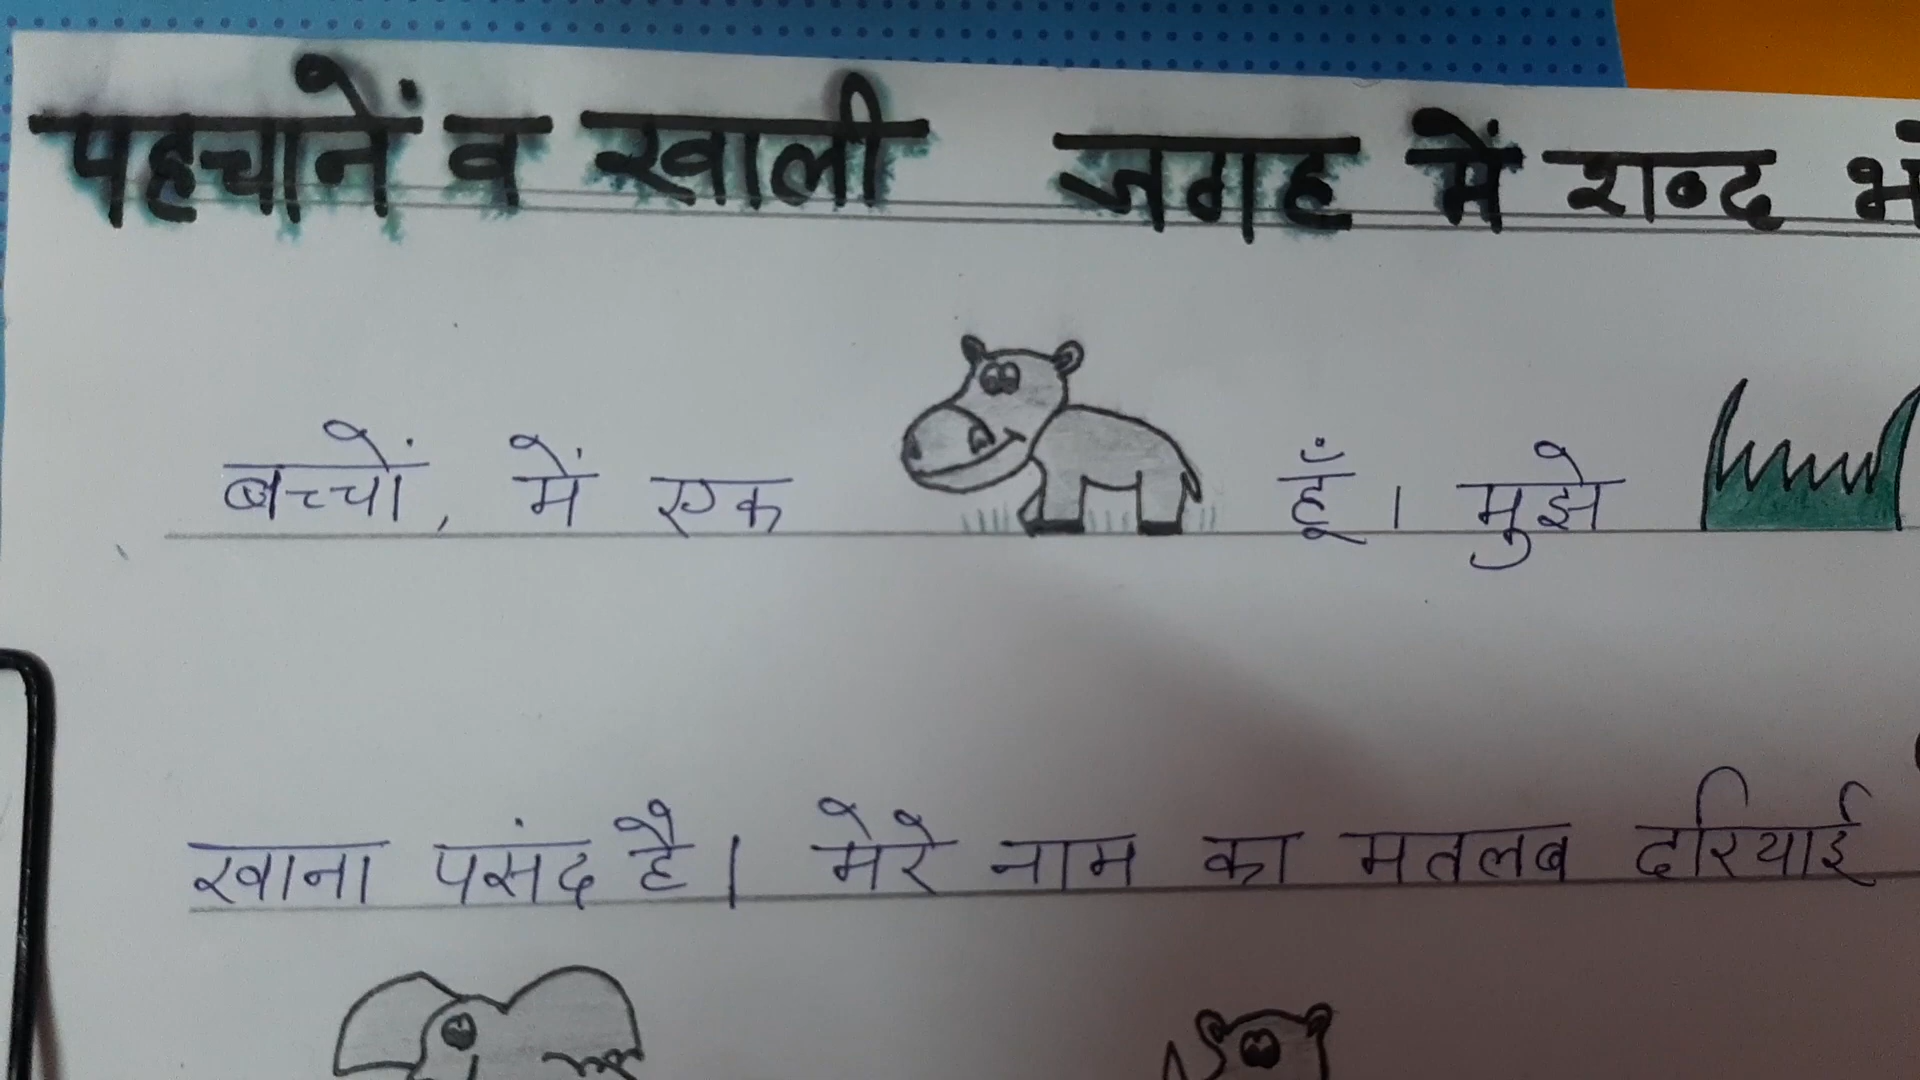 पहचानें व खाली जगह में शब्द
बच्चों, में एक हूँ। मुझे
खाना पसंद है। मेरे नाम का मतलब दरियाई